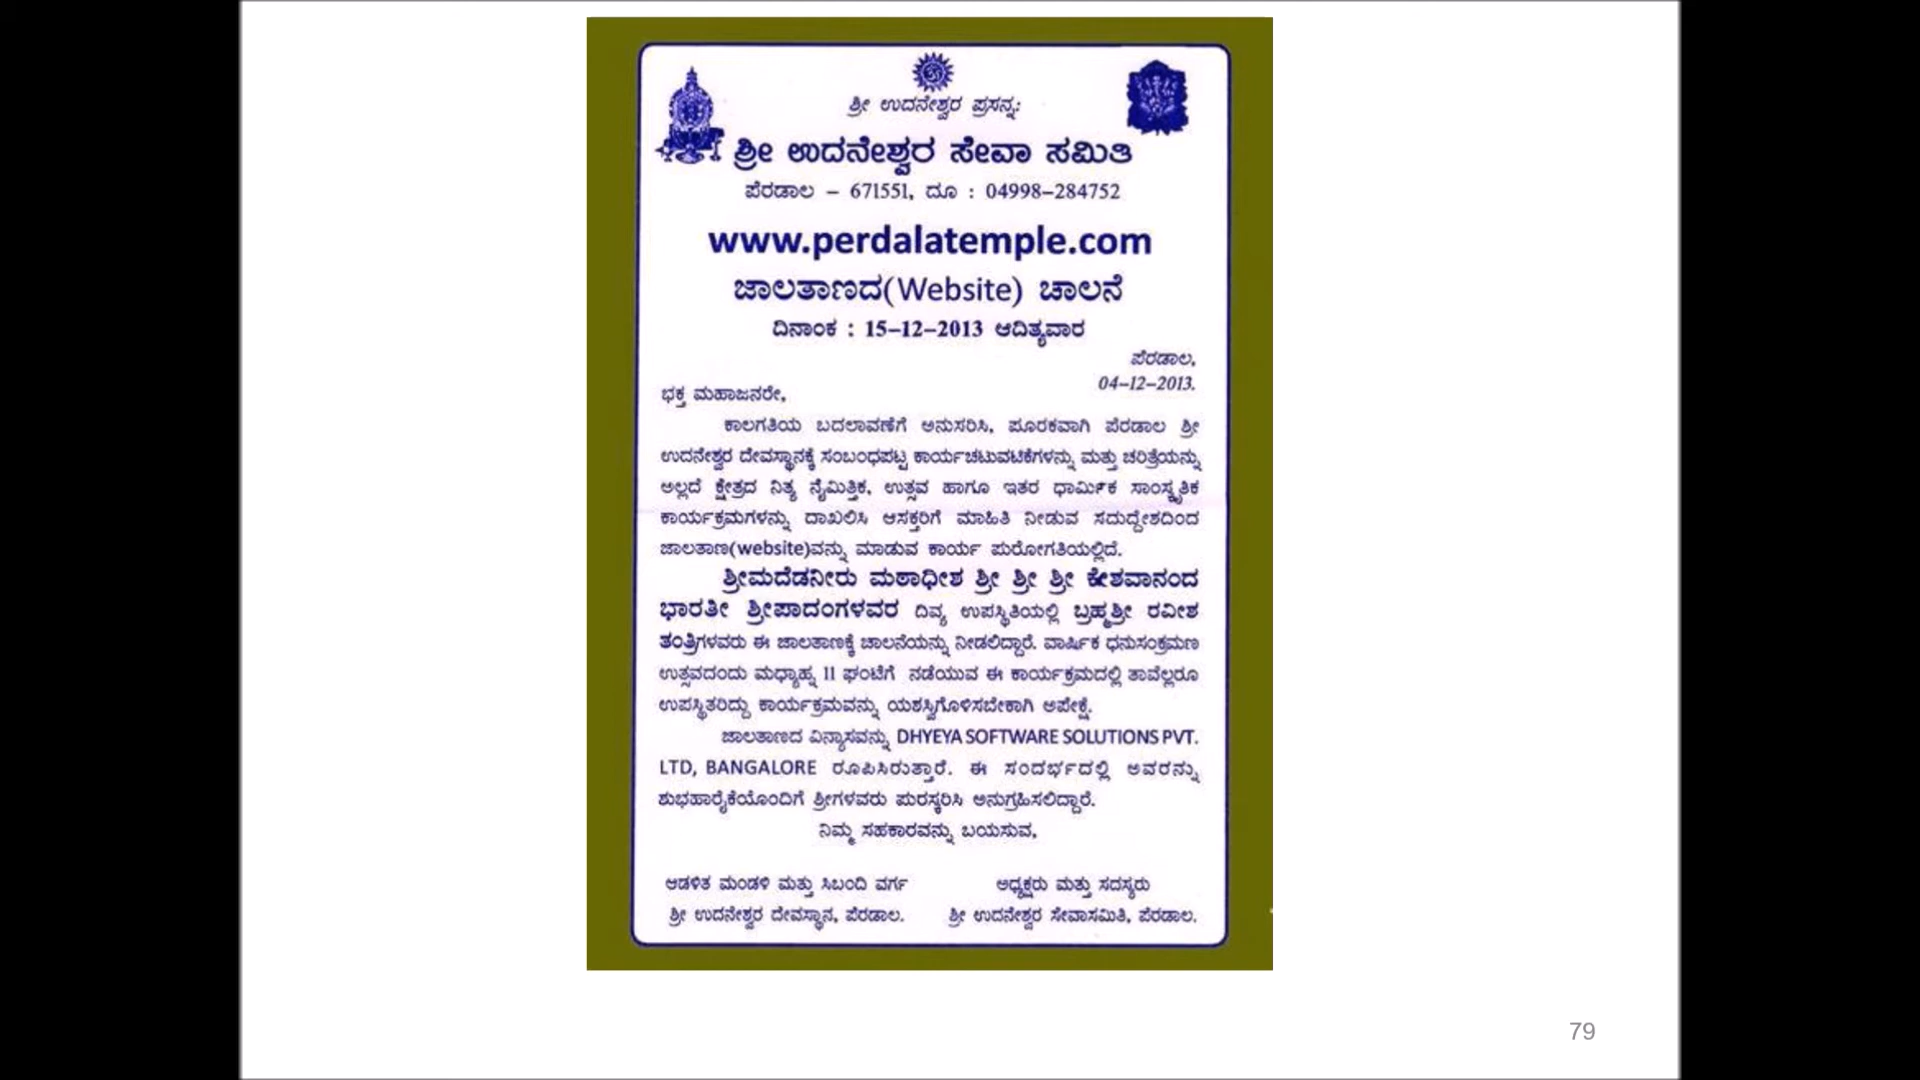 ಶ್ರೀ ಉದನೇಶ್ವರ ಪ್ರಸನ್ನ:
ಶ್ರೀ ಉದನೇಶ್ವರ ಸೇವಾ ಸಮಿತಿ
ಪೆರಡಾಲ – 671551, ದೂ : 04998–284752
www.perdalatemple.com
ಜಾಲತಾಣದ(Website) ಚಾಲನೆ
ದಿನಾಂಕ : 15–12–2013 ಆದಿತ್ಯವಾರ
ಪೆರಡಾಲ,
04–12–2013.
ಭಕ್ತ ಮಹಾಜನರೇ,
ಕಾಲಗತಿಯ ಬದಲಾವಣೆಗೆ ಅನುಸರಿಸಿ, ಪೂರಕವಾಗಿ ಪೆರಡಾಲ ಶ್ರೀ
ಉದನೇಶ್ವರ ದೇವಸ್ಥಾನಕ್ಕೆ ಸಂಬಂಧಪಟ್ಟ ಕಾರ್ಯಚಟುವಟಿಕೆಗಳನ್ನು ಮತ್ತು ಚರಿತ್ರೆಯನ್ನು
ಅಲ್ಲದೆ ಕ್ಷೇತ್ರದ ನಿತ್ಯ ನೈಮಿತ್ತಿಕ, ಉತ್ಸವ ಹಾಗೂ ಇತರ ಧಾರ್ಮಿಕ ಸಾಂಸ್ಕೃತಿಕ
ಕಾರ್ಯಕ್ರಮಗಳನ್ನು ದಾಖಲಿಸಿ ಆಸಕ್ತರಿಗೆ ಮಾಹಿತಿ ನೀಡುವ ಸದುದ್ದೇಶದಿಂದ
ಜಾಲತಾಣ(website)ವನ್ನು ಮಾಡುವ ಕಾರ್ಯ ಪುರೋಗತಿಯಲ್ಲಿದೆ.
ಶ್ರೀಮದೆಡನೀರು ಮಠಾಧೀಶ ಶ್ರೀ ಶ್ರೀ ಶ್ರೀ ಕೇಶವಾನಂದ
ಭಾರತೀ ಶ್ರೀಪಾದಂಗಳವರ ದಿವ್ಯ ಉಪಸ್ಥಿತಿಯಲ್ಲಿ ಬ್ರಹ್ಮಶ್ರೀ ರವೀಶ
ತಂತ್ರಿಗಳವರು ಈ ಜಾಲತಾಣಕ್ಕೆ ಚಾಲನೆಯನ್ನು ನೀಡಲಿದ್ದಾರೆ. ವಾರ್ಷಿಕ ಧನುಸಂಕ್ರಮಣ
ಉತ್ಸವದಂದು ಮಧ್ಯಾಹ್ನ 11 ಘಂಟೆಗೆ ನಡೆಯುವ ಈ ಕಾರ್ಯಕ್ರಮದಲ್ಲಿ ತಾವೆಲ್ಲರೂ
ಉಪಸ್ಥಿತರಿದ್ದು ಕಾರ್ಯಕ್ರಮವನ್ನು ಯಶಸ್ವಿಗೊಳಿಸಬೇಕಾಗಿ ಅಪೇಕ್ಷೆ.
ಜಾಲತಾಣದ ವಿನ್ಯಾಸವನ್ನು DHYEYA SOFTWARE SOLUTIONS PVT.
LTD, BANGALORE ರೂಪಿಸಿರುತ್ತಾರೆ. ಈ ಸಂದರ್ಭದಲ್ಲಿ ಅವರನ್ನು
ಶುಭಹಾರೈಕೆಯೊಂದಿಗೆ ಶ್ರೀಗಳವರು ಪುರಸ್ಕರಿಸಿ ಅನುಗ್ರಹಿಸಲಿದ್ದಾರೆ.
ನಿಮ್ಮ ಸಹಕಾರವನ್ನು ಬಯಸುವ,
ಆಡಳಿತ ಮಂಡಳಿ ಮತ್ತು ಸಿಬಂದಿ ವರ್ಗ
ಶ್ರೀ ಉದನೇಶ್ವರ ದೇವಸ್ಥಾನ, ಪೆರಡಾಲ.
ಅಧ್ಯಕ್ಷರು ಮತ್ತು ಸದಸ್ಯರು
ಶ್ರೀ ಉದನೇಶ್ವರ ಸೇವಾಸಮಿತಿ, ಪೆರಡಾಲ.
79